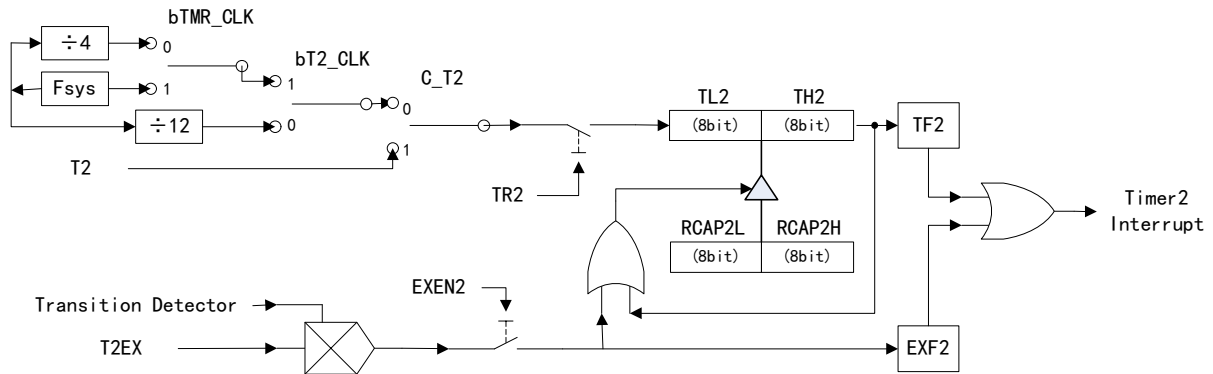 bTMR_CLK
÷4
0
bT2_CLK
Fsys
1
1
C_T2
0
÷12
0
1
T2
TR2
TL2
TH2
(8bit)
(8bit)
TF2
RCAP2L
RCAP2H
(8bit)
(8bit)
Timer2
Interrupt
EXEN2
Transition Detector
T2EX
EXF2